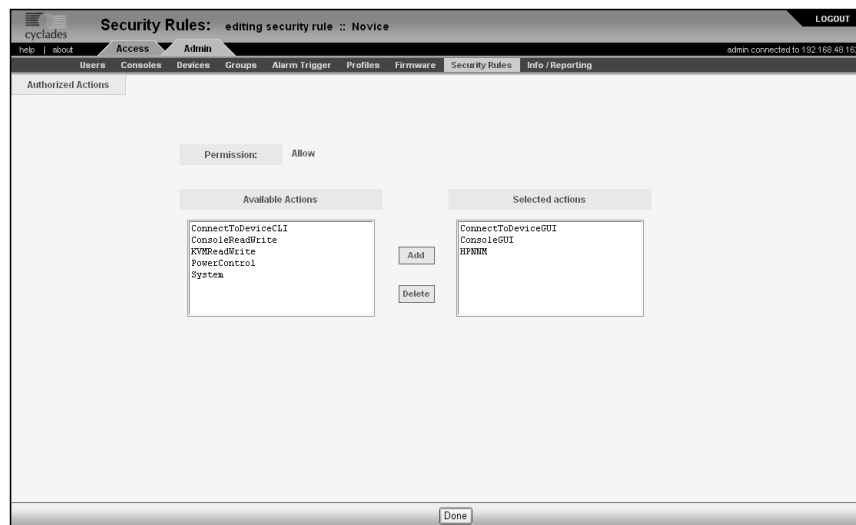 LOGOUT
cyclades
Security Rules: editing security rule :: Novice
help | about
Access
Admin
admin connected to 192.168.48.16
Users Consoles Devices Groups Alarm Trigger Profiles Firmware Security Rules Info / Reporting
Authorized Actions
Permission: Allow
Available Actions
Selected actions
ConnectToDeviceCLI
ConsoleReadWrite
KVMReadWrite
PowerControl
System
Add
Delete
ConnectToDeviceGUI
ConsoleGUI
HPNNM
Done